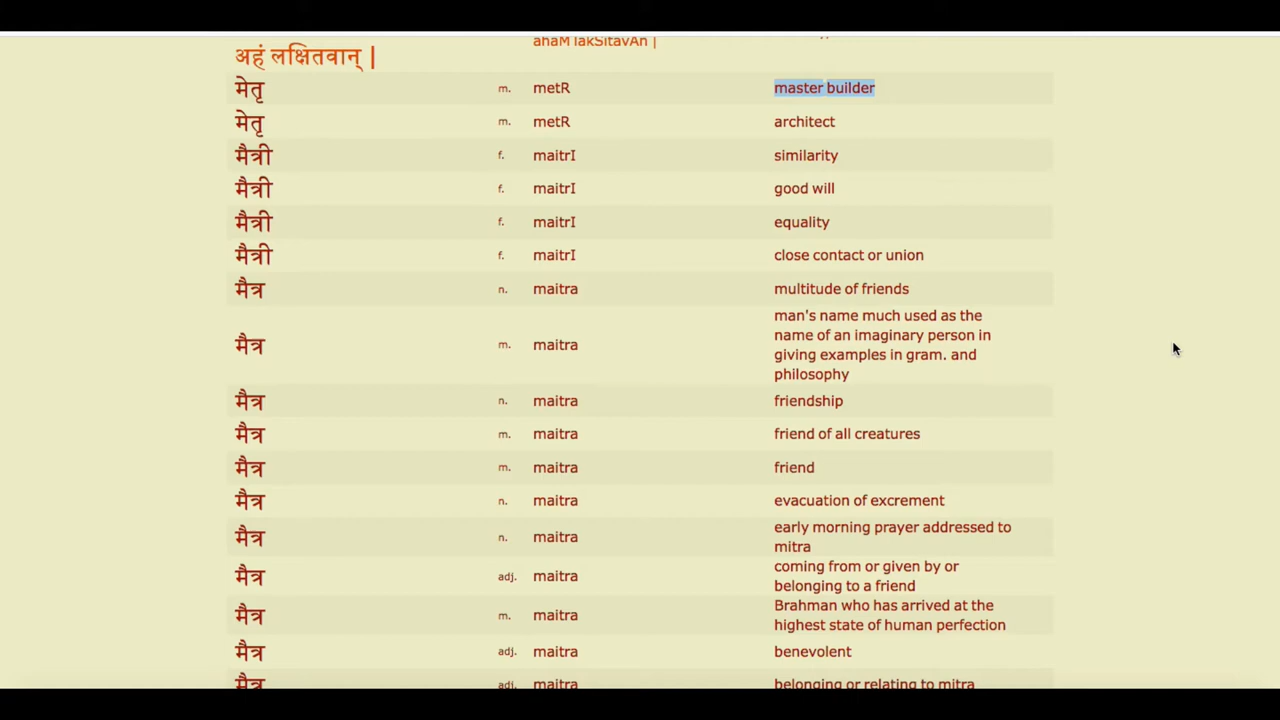 ahaM lakSitavAn |
अहं लक्षितवान् |
मेतृ m. metR master builder
मेतृ m. metR architect
मैत्री f. maitrI similarity
मैत्री f. maitrI good will
मैत्री f. maitrI equality
मैत्री f. maitrI close contact or union
मैत्र n. maitra multitude of friends
मैत्र m. maitra man's name much used as the
name of an imaginary person in
giving examples in gram. and
philosophy
मैत्र n. maitra friendship
मैत्र m. maitra friend of all creatures
मैत्र m. maitra friend
मैत्र n. maitra evacuation of excrement
मैत्र n. maitra early morning prayer addressed to
mitra
मैत्र adj. maitra coming from or given by or
belonging to a friend
मैत्र m. maitra Brahman who has arrived at the
highest state of human perfection
मैत्र adj. maitra benevolent
मैत्र adj. maitra belonging or relating to mitra